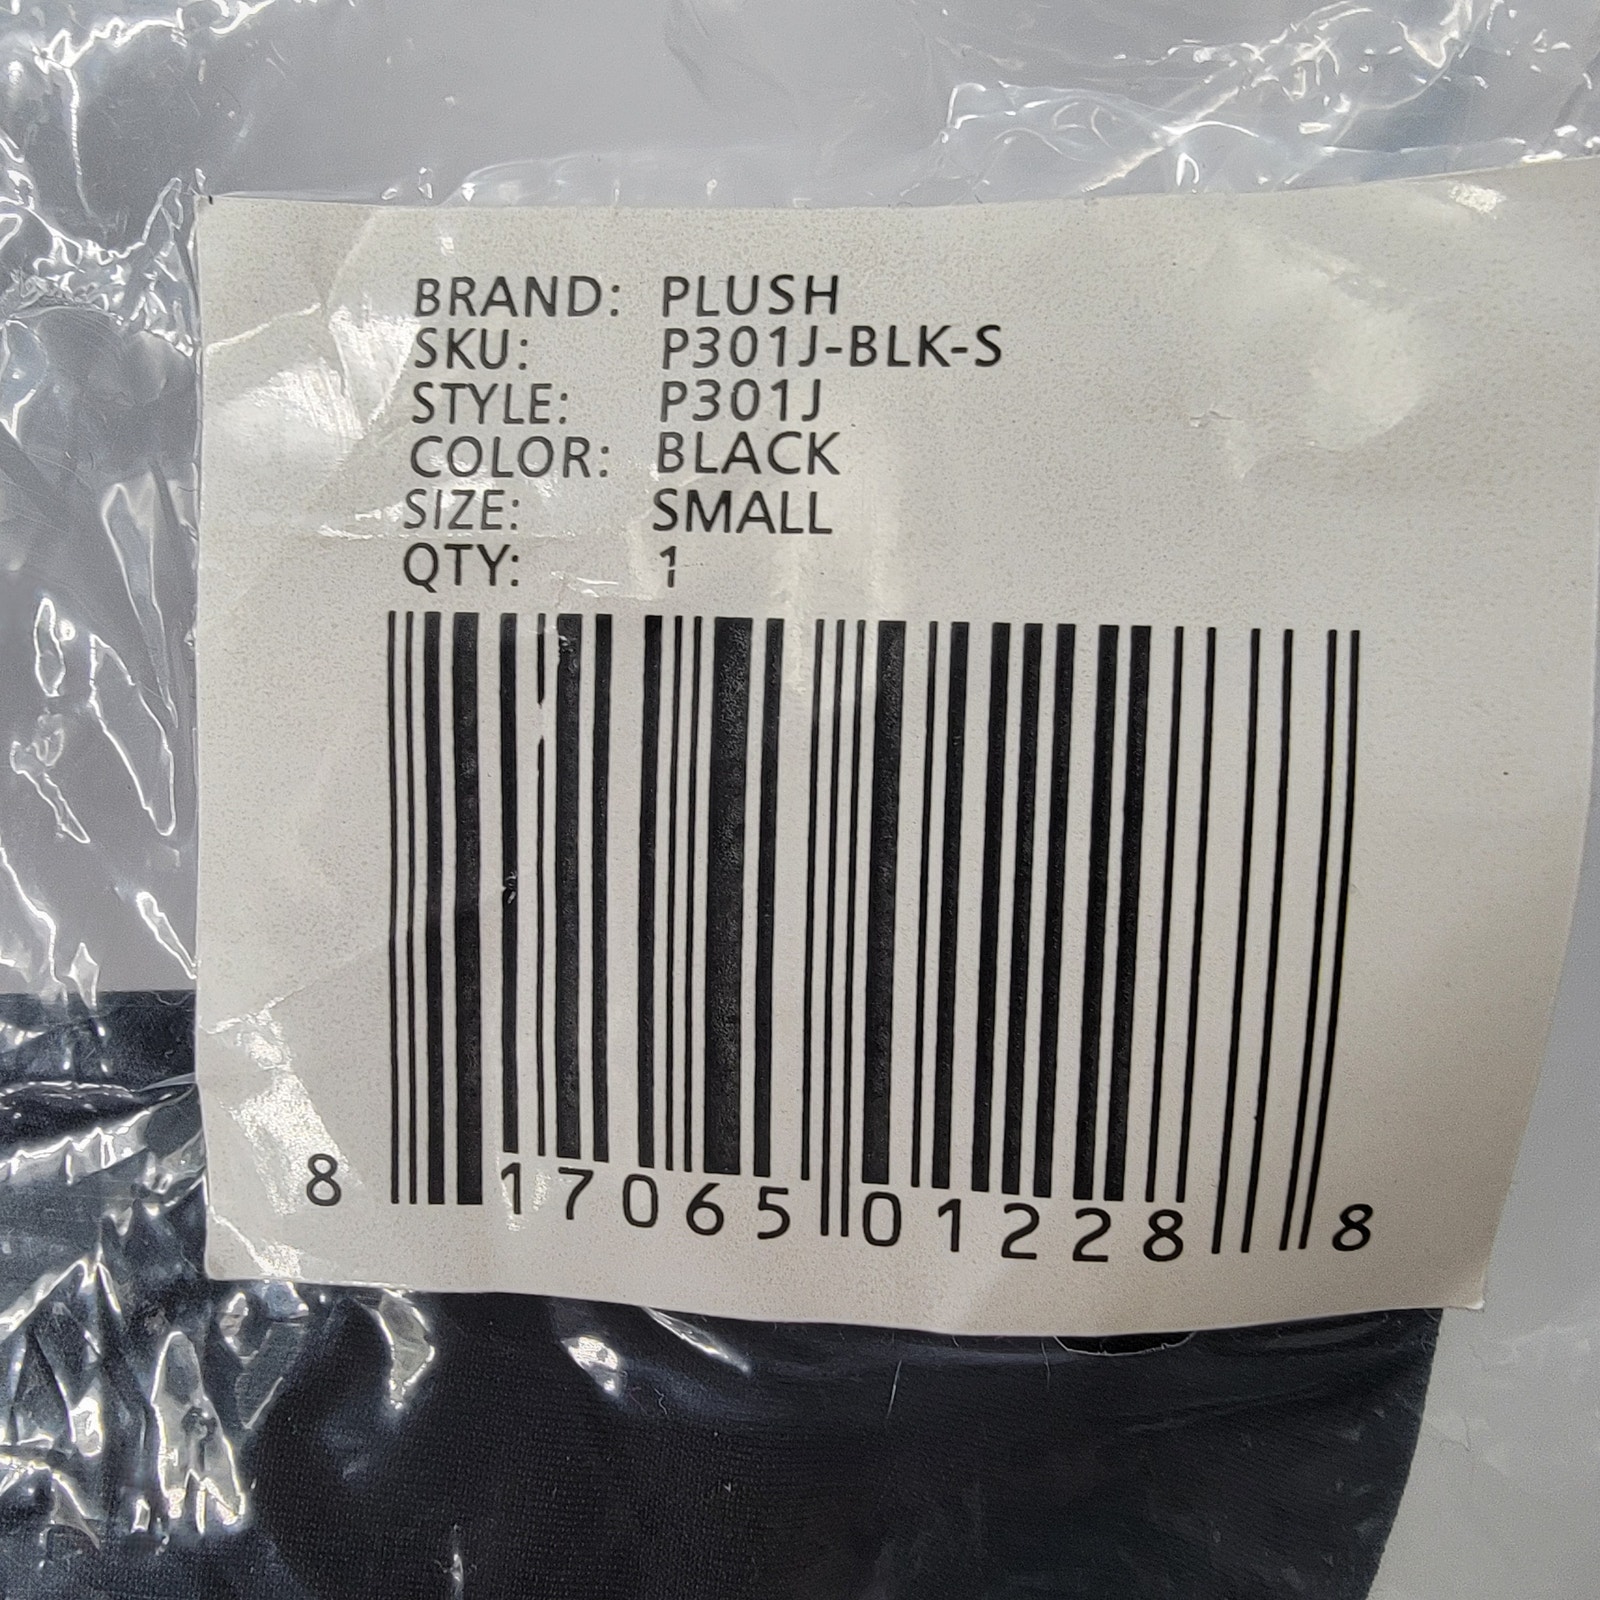 BRAND: PLUSH
SKU: P301J-BLK-S
STYLE: P301J
COLOR: BLACK
SIZE: SMALL
QTY: 1
8 17065 01228 8